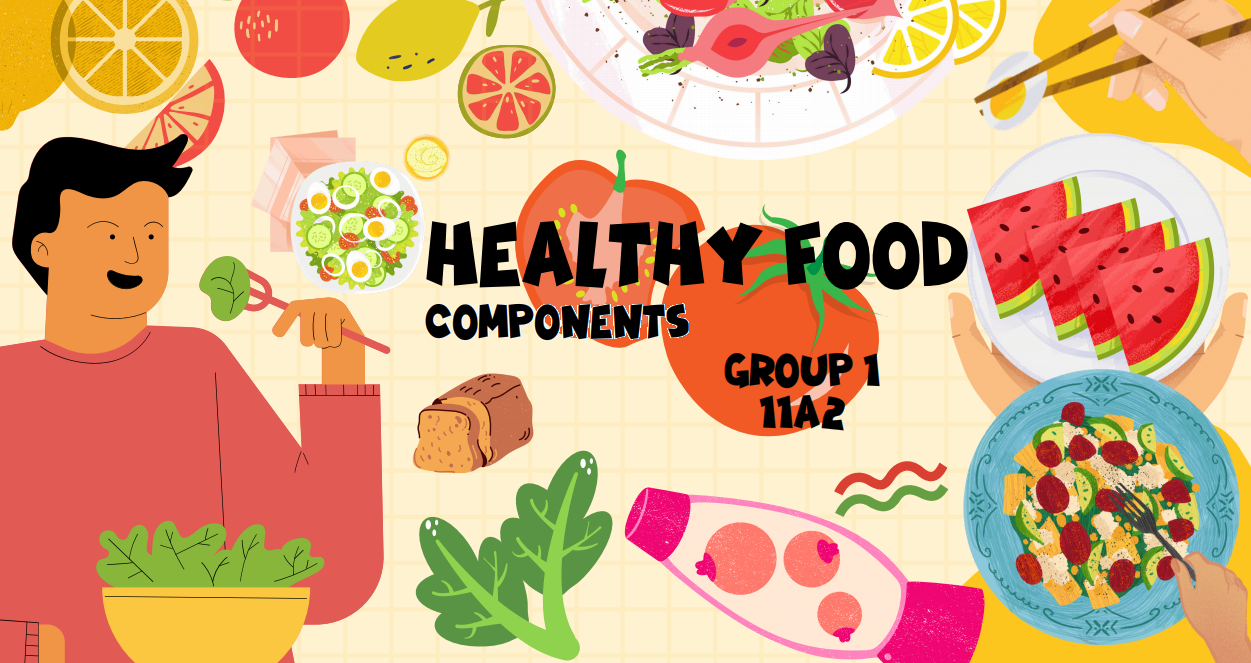 HEALTHY FOOD
COMPONENTS
GROUP 1
11A2